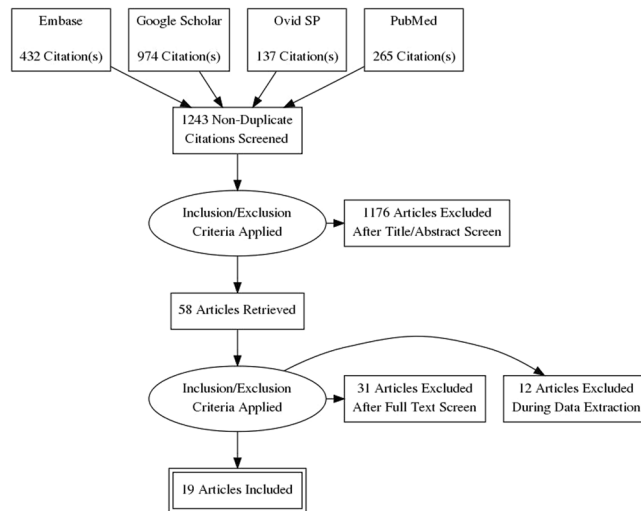 Embase
432 Citation(s)
Google Scholar
974 Citation(s)
Ovid SP
137 Citation(s)
PubMed
265 Citation(s)
1243 Non-Duplicate
Citations Screened
Inclusion/Exclusion
Criteria Applied
1176 Articles Excluded
After Title/Abstract Screen
58 Articles Retrieved
Inclusion/Exclusion
Criteria Applied
31 Articles Excluded
After Full Text Screen
12 Articles Excluded
During Data Extraction
19 Articles Included